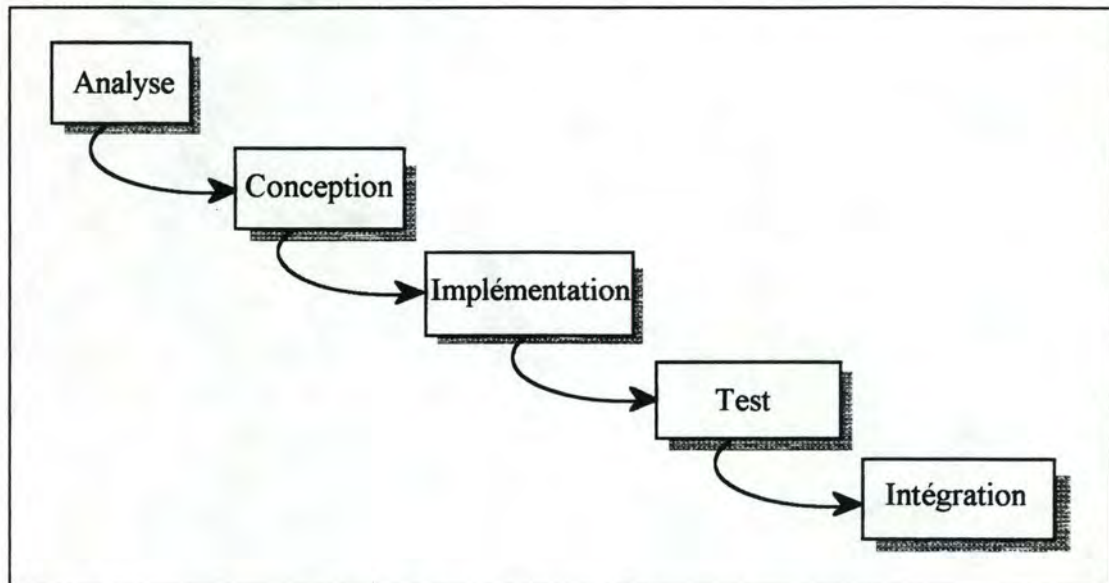 Analyse
Conception
Implémentation
Test
Intégration